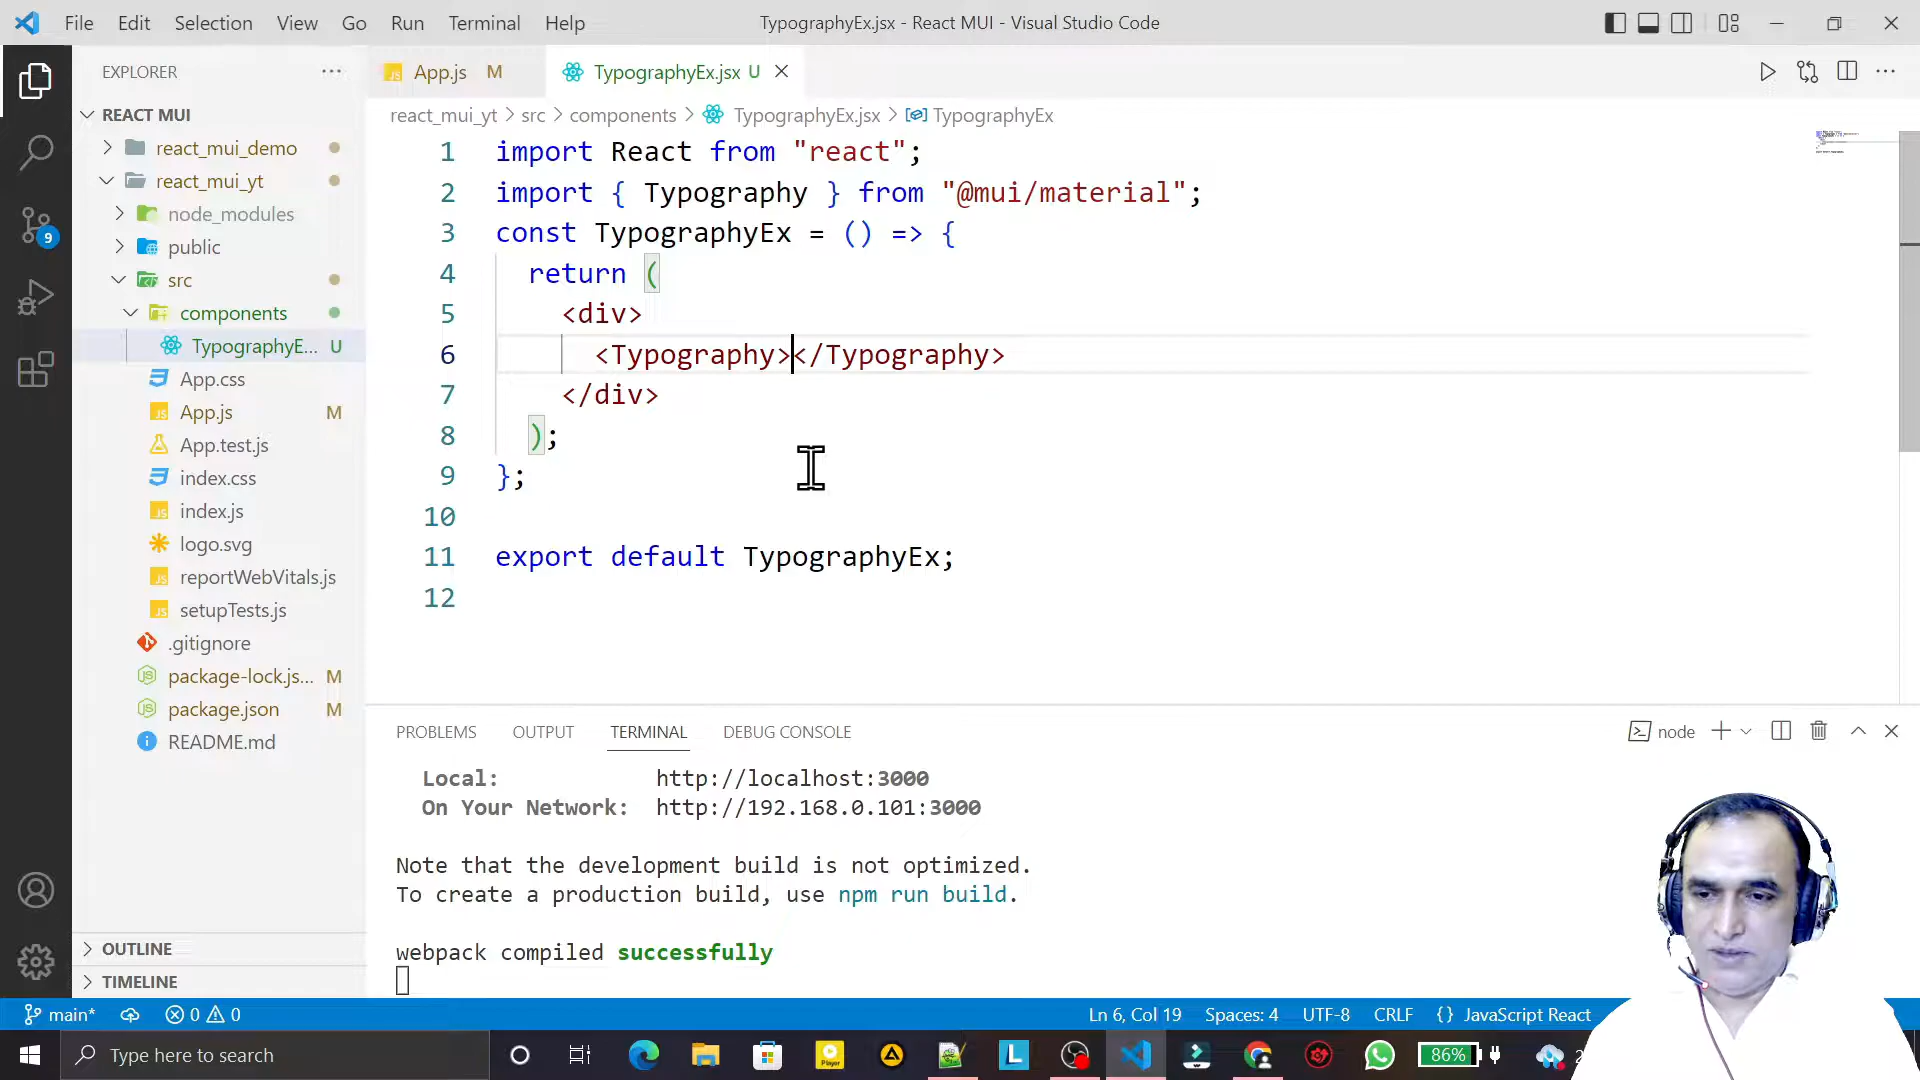 File Edit Selection View Go Run Terminal Help TypographyEx.jsx - React MUI - Visual Studio Code
EXPLORER
App.js M
TypographyEx.jsx U
REACT MUI
react_mui_yt > src > components > TypographyEx.jsx > TypographyEx
react_mui_demo
react_mui_yt
node_modules
public
src
components
TypographyE... U
App.css
App.js M
App.test.js
index.css
index.js
logo.svg
reportWebVitals.js
setupTests.js
.gitignore
package-lock.js... M
package.json M
README.md
OUTLINE
TIMELINE
9
1 import React from "react";
2 import { Typography } from "@mui/material";
3 const TypographyEx = () => {
4 return (
5 <div>
6 <Typography></Typography>
7 </div>
8 );
9 };
10
11 export default TypographyEx;
12
PROBLEMS OUTPUT TERMINAL DEBUG CONSOLE node
Local: http://localhost:3000
On Your Network: http://192.168.0.101:3000
Note that the development build is not optimized.
To create a production build, use npm run build.
webpack compiled successfully
main* 0 0 Ln 6, Col 19 Spaces: 4 UTF-8 CRLF {} JavaScript React
Type here to search L Player 86% 2